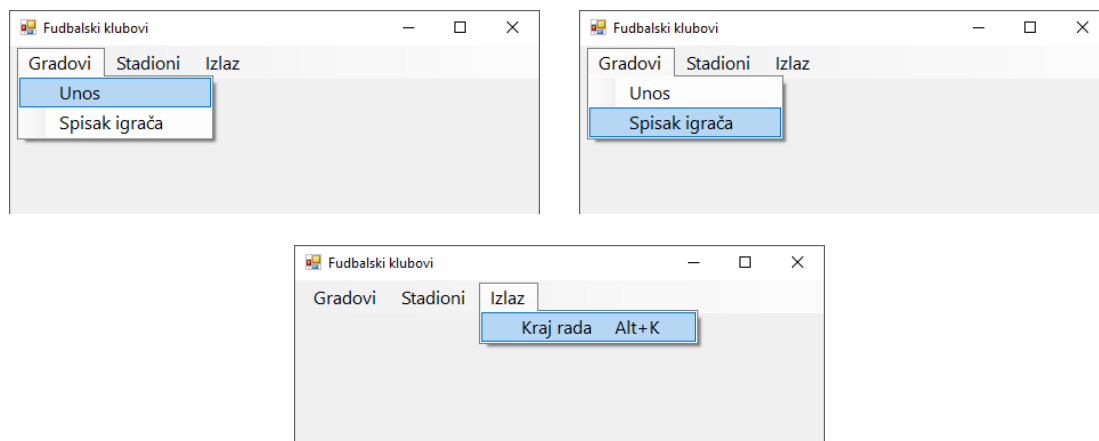 Fudbalski klubovi
Gradovi Stadioni Izlaz
Unos
Spisak igrača
Fudbalski klubovi
Gradovi Stadioni Izlaz
Unos
Spisak igrača
Fudbalski klubovi
Gradovi Stadioni Izlaz
Kraj rada Alt+K